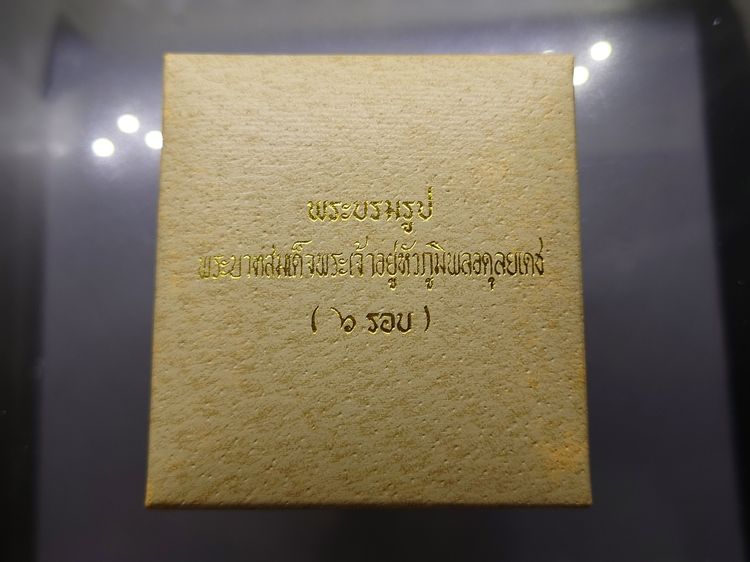 พระบรมรูป
พระบาทสมเด็จพระเจ้าอยู่หัวภูมิพลอดุลยเดช
( ๖ รอบ )